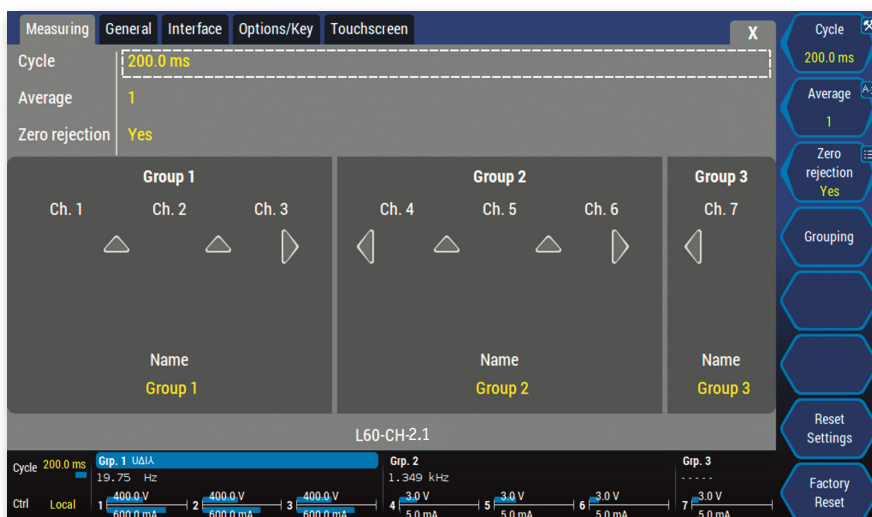 Measuring General Interface Options/Key Touchscreen X
Cycle 200.0 ms
Average 1
Zero rejection Yes
Group 1 Group 2 Group 3
Ch. 1 Ch. 2 Ch. 3 Ch. 4 Ch. 5 Ch. 6 Ch. 7
Name Name Name
Group 1 Group 2 Group 3
L60-CH-2.1
Cycle 200.0 ms Grp. 1 UΔI⅄ Grp. 2 Grp. 3
19.75 Hz 1.349 kHz -----
Ctrl Local 1 400.0 V 2 400.0 V 3 400.0 V 4 3.0 V 5 3.0 V 6 3.0 V 7 3.0 V
600.0 mA 600.0 mA 600.0 mA 5.0 mA 5.0 mA 5.0 mA 5.0 mA
Cycle
200.0 ms
Average
1
Zero
rejection
Yes
Grouping
Reset
Settings
Factory
Reset